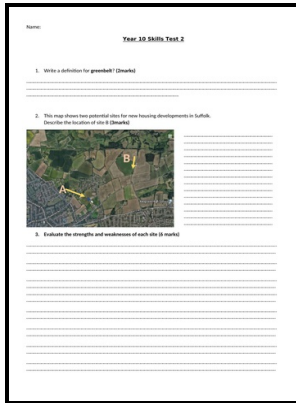 Name:
Year 10 Skills Test 2
1. Write a definition for greenbelt? (2marks)
2. This map shows two potential sites for new housing developments in Suffolk.
Describe the location of site B (3marks)
B
A
3. Evaluate the strengths and weaknesses of each site (6 marks)